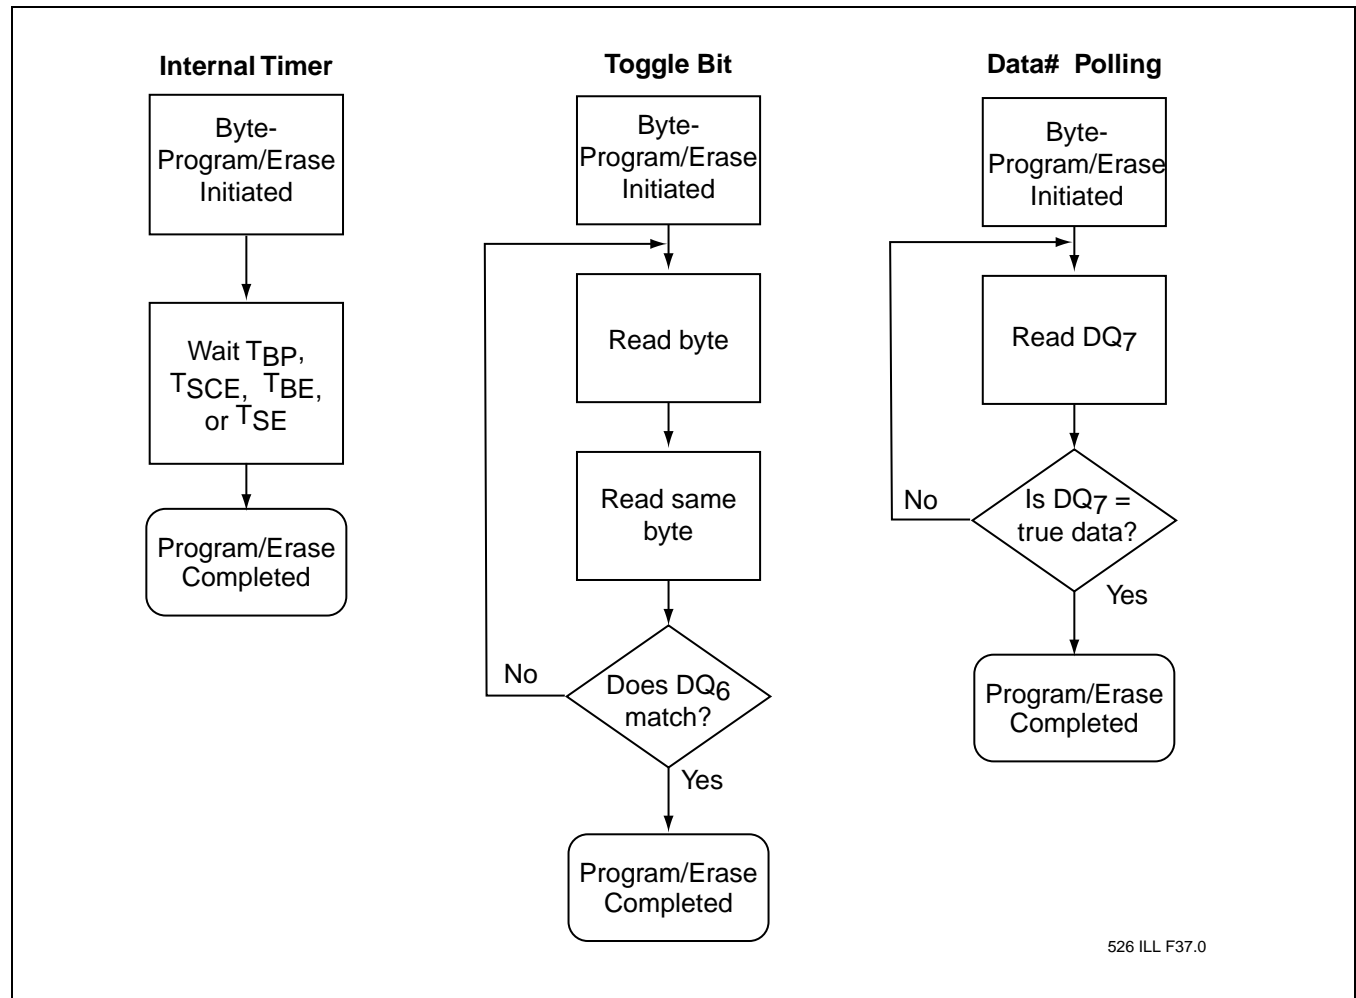 Internal Timer
Byte-
Program/Erase
Initiated
Wait TBP,
TSCE, TBE,
or TSE
Program/Erase
Completed
Toggle Bit
Byte-
Program/Erase
Initiated
Read byte
Read same
byte
No
Does DQ6
match?
Yes
Program/Erase
Completed
Data# Polling
Byte-
Program/Erase
Initiated
Read DQ7
No
Is DQ7 =
true data?
Yes
Program/Erase
Completed
526 ILL F37.0